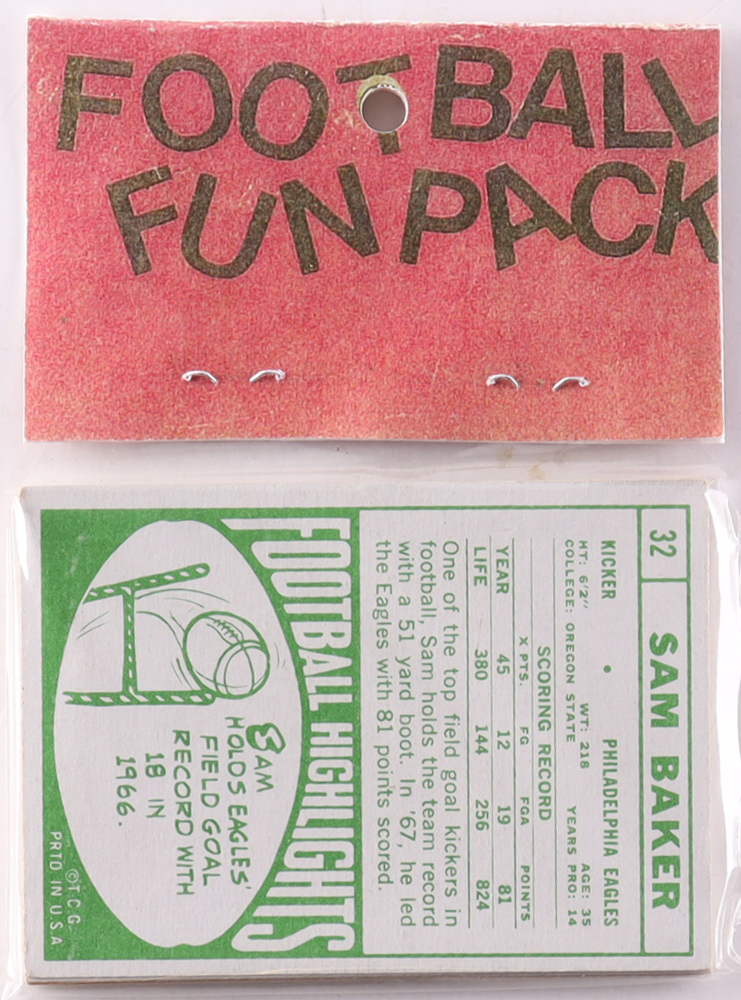 FOOTBALL
FUN PACK
32 SAM BAKER
KICKER • PHILADELPHIA EAGLES
HT: 6'2" WT: 218 AGE: 35
COLLEGE: OREGON STATE YEARS PRO: 14
SCORING RECORD
X PTS. FG FGA POINTS
YEAR 45 12 19 81
LIFE 380 144 256 824
One of the top field goal kickers in
football, Sam holds the team record
with a 51 yard boot. In '67, he led
the Eagles with 81 points scored.
FOOTBALL HIGHLIGHTS
SAM
HOLDS EAGLES'
FIELD GOAL
RECORD WITH
18 IN
1966.
©T.C.G.
PRTD IN U.S.A